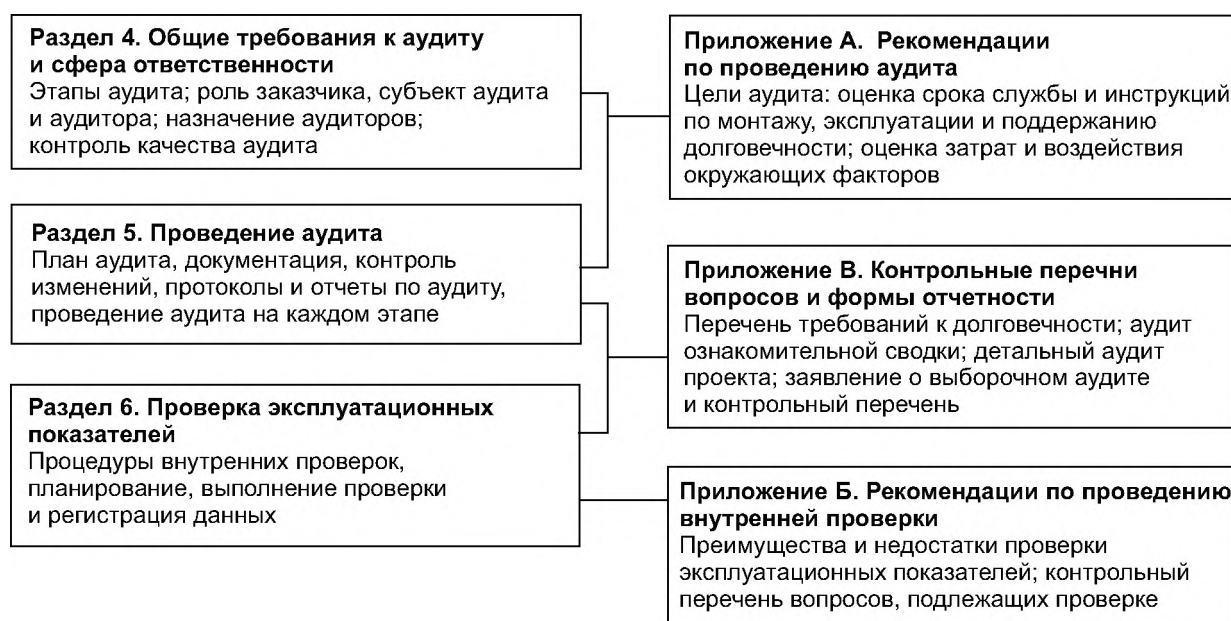 Раздел 4. Общие требования к аудиту
и сфера ответственности
Этапы аудита; роль заказчика, субъект аудита
и аудитора; назначение аудиторов;
контроль качества аудита
Раздел 5. Проведение аудита
План аудита, документация, контроль
изменений, протоколы и отчеты по аудиту,
проведение аудита на каждом этапе
Раздел 6. Проверка эксплуатационных
показателей
Процедуры внутренних проверок,
планирование, выполнение проверки
и регистрация данных
Приложение А. Рекомендации
по проведению аудита
Цели аудита: оценка срока службы и инструкций
по монтажу, эксплуатации и поддержанию
долговечности; оценка затрат и воздействия
окружающих факторов
Приложение В. Контрольные перечни
вопросов и формы отчетности
Перечень требований к долговечности; аудит
ознакомительной сводки; детальный аудит
проекта; заявление о выборочном аудите
и контрольный перечень
Приложение Б. Рекомендации по проведению
внутренней проверки
Преимущества и недостатки проверки
эксплуатационных показателей; контрольный
перечень вопросов, подлежащих проверке